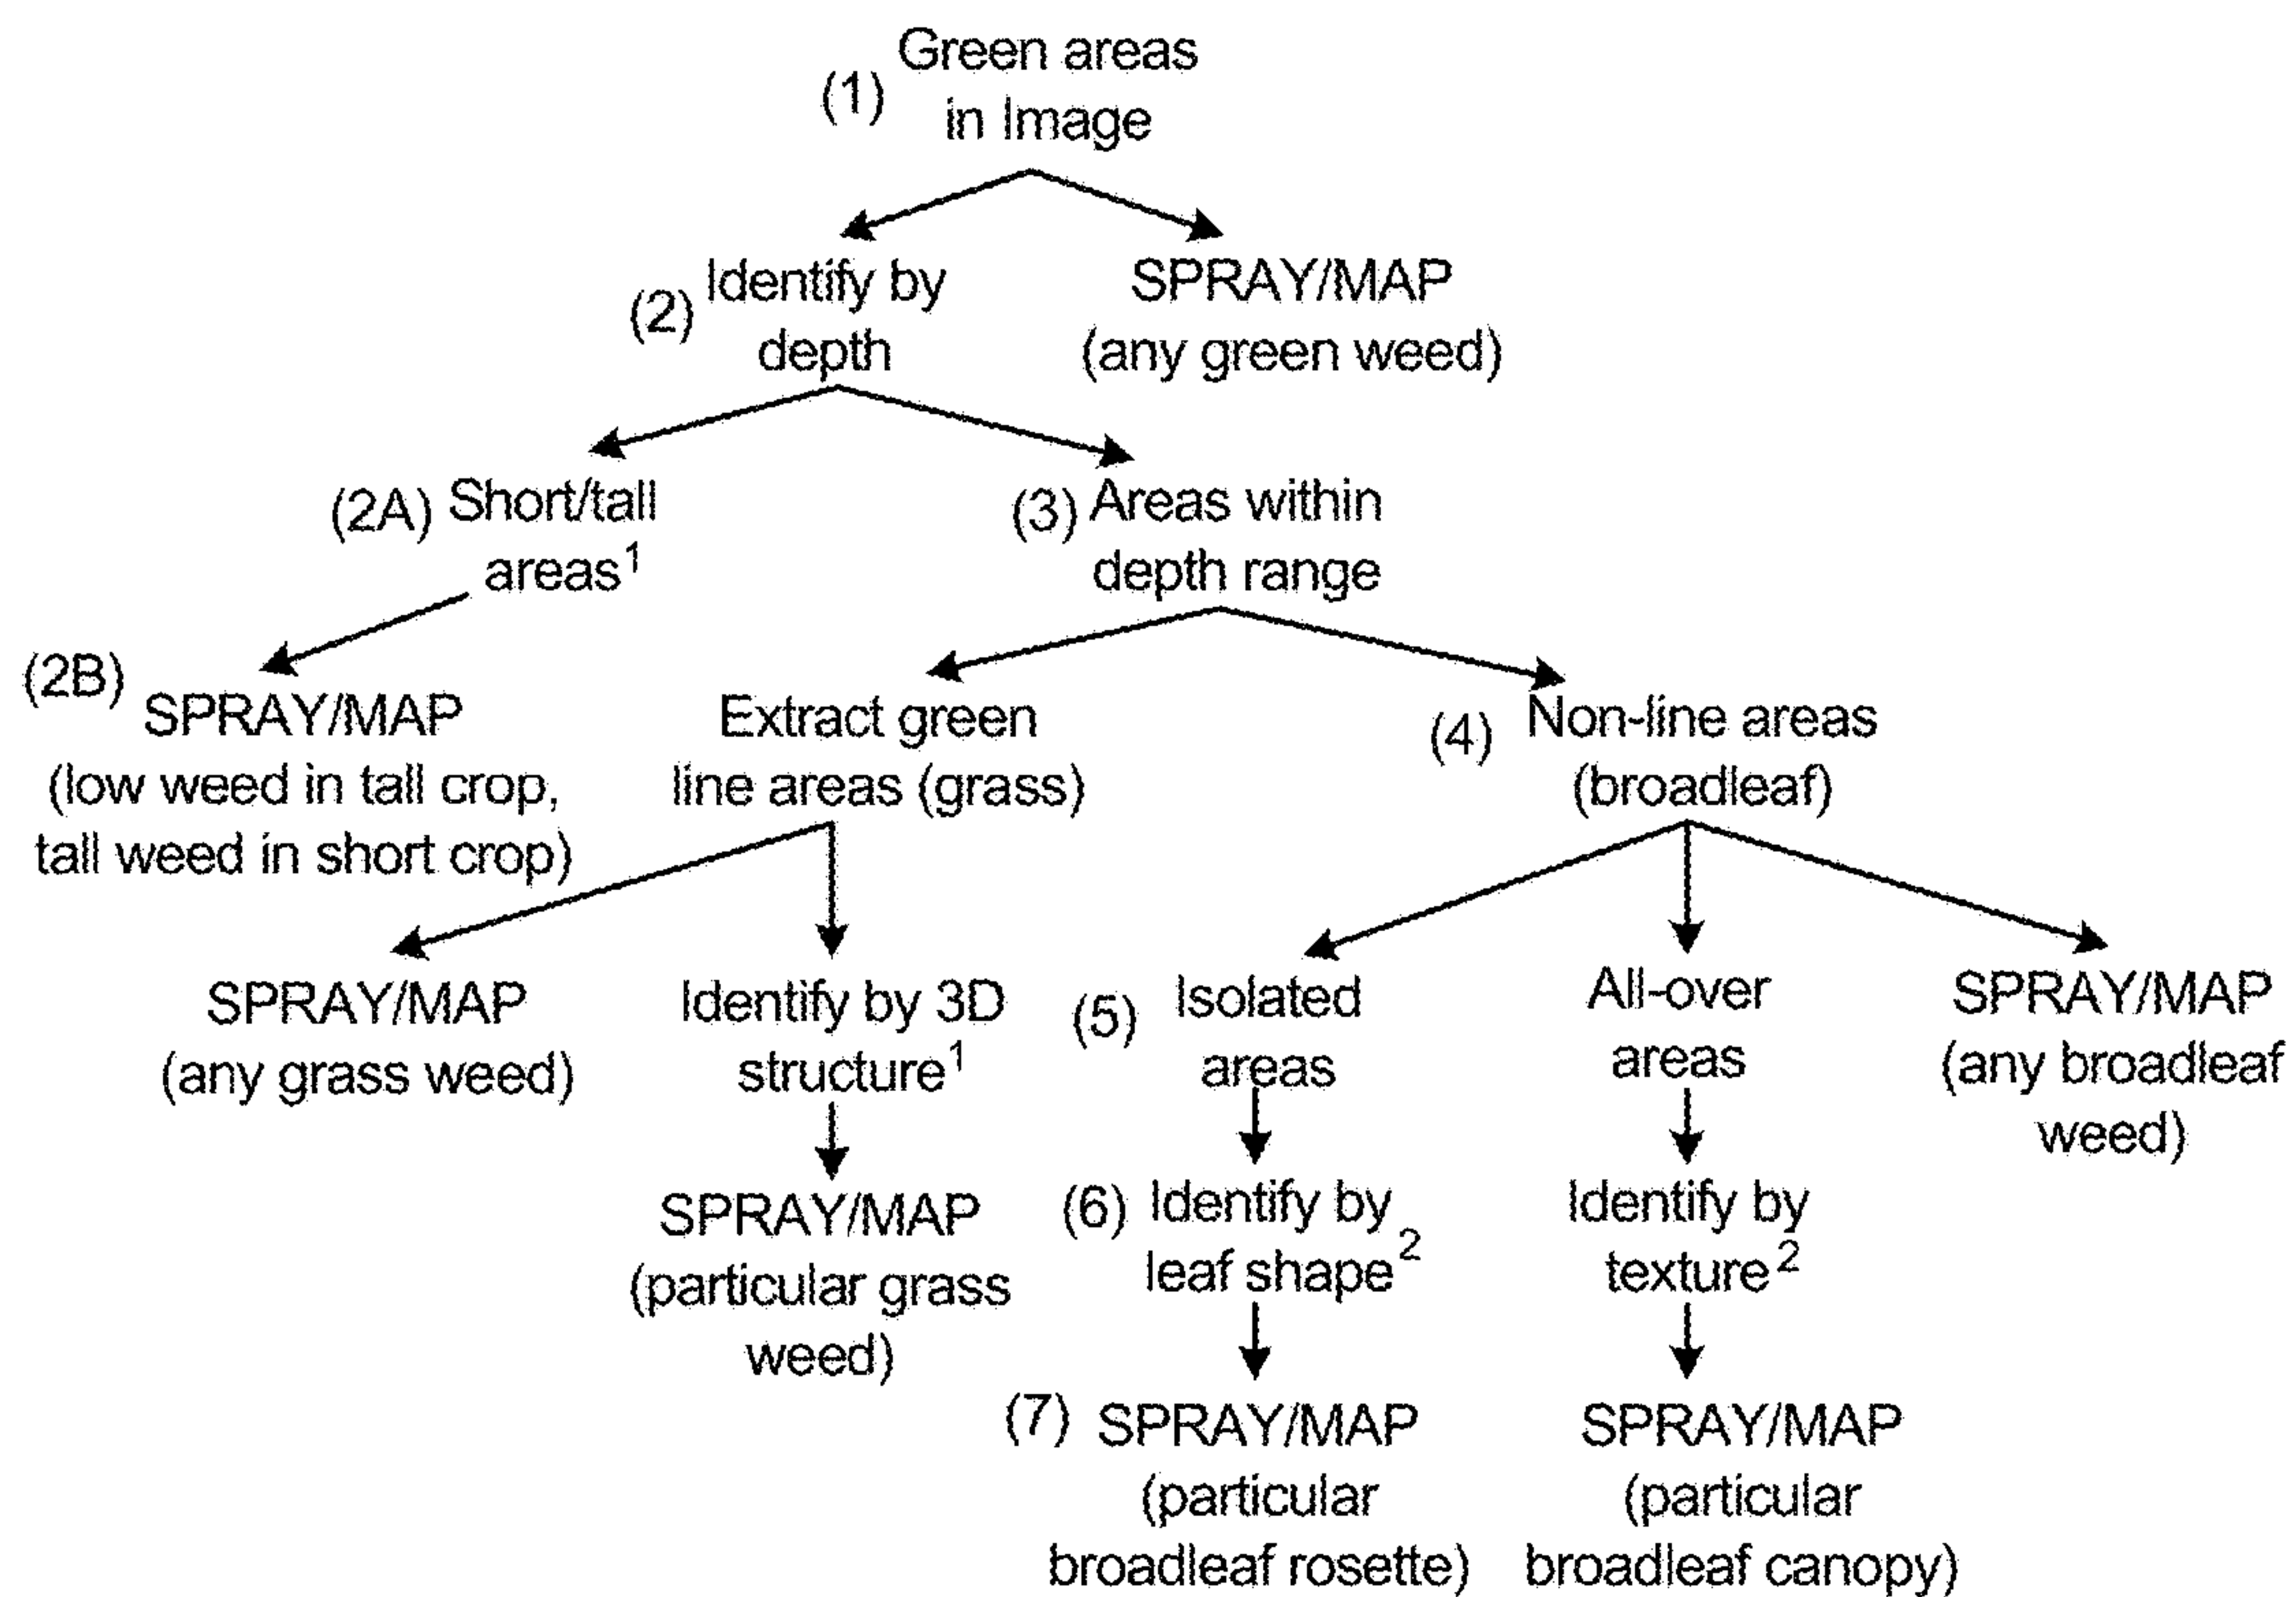 (1) Green areas
in Image
(2) Identify by
depth
SPRAY/MAP
(any green weed)
(2A) Short/tall
areas1
(3) Areas within
depth range
(2B)
SPRAY/MAP
(low weed in tall crop,
tall weed in short crop)
Extract green
line areas (grass)
(4) Non-line areas
(broadleaf)
SPRAY/MAP
(any grass weed)
Identify by 3D
structure1
(5) Isolated
areas
All-over
areas
SPRAY/MAP
(any broadleaf
weed)
SPRAY/MAP
(particular grass
weed)
(6) Identify by
leaf shape2
Identify by
texture2
(7) SPRAY/MAP
(particular
broadleaf rosette)
SPRAY/MAP
(particular
broadleaf canopy)